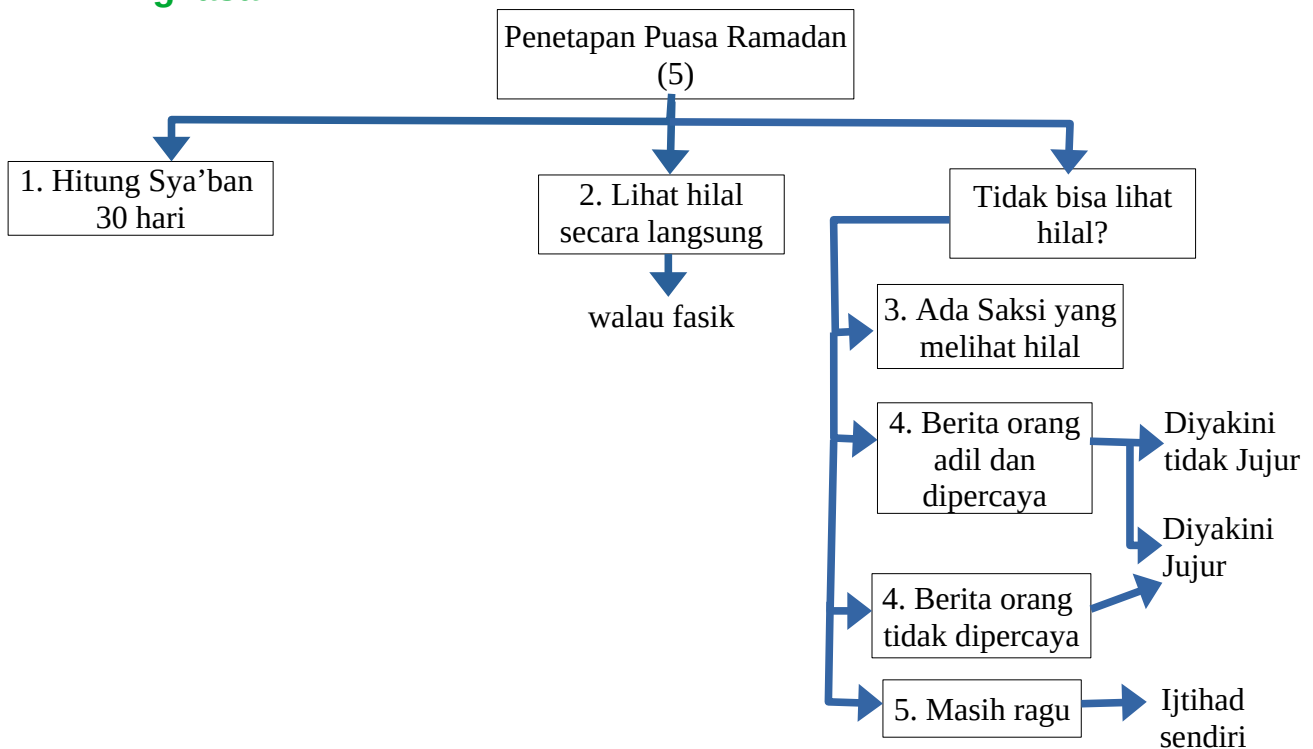 Penetapan Puasa Ramadan
(5)
1. Hitung Sya’ban
30 hari
2. Lihat hilal
secara langsung
walau fasik
Tidak bisa lihat
hilal?
3. Ada Saksi yang
melihat hilal
4. Berita orang
adil dan
dipercaya
Diyakini
tidak Jujur
Diyakini
Jujur
4. Berita orang
tidak dipercaya
5. Masih ragu
Ijtihad
sendiri